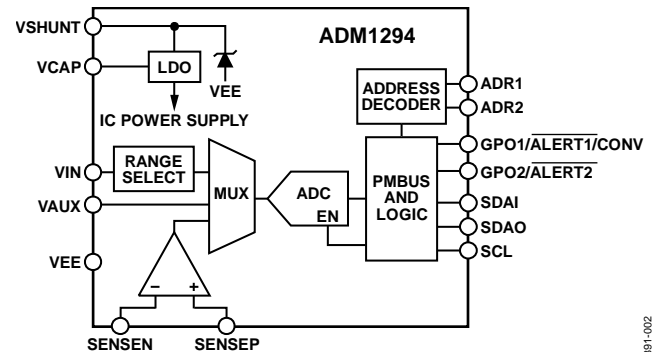 VSHUNT
ADM1294
VCAP
LDO
VEE
IC POWER SUPPLY
ADDRESS
DECODER
ADR1
ADR2
GPO1/ALERT1/CONV
GPO2/ALERT2
VIN
RANGE
SELECT
MUX
ADC
EN
PMBUS
AND
LOGIC
VAUX
SDAI
SDAO
SCL
VEE
– +
SENSEN
SENSEP